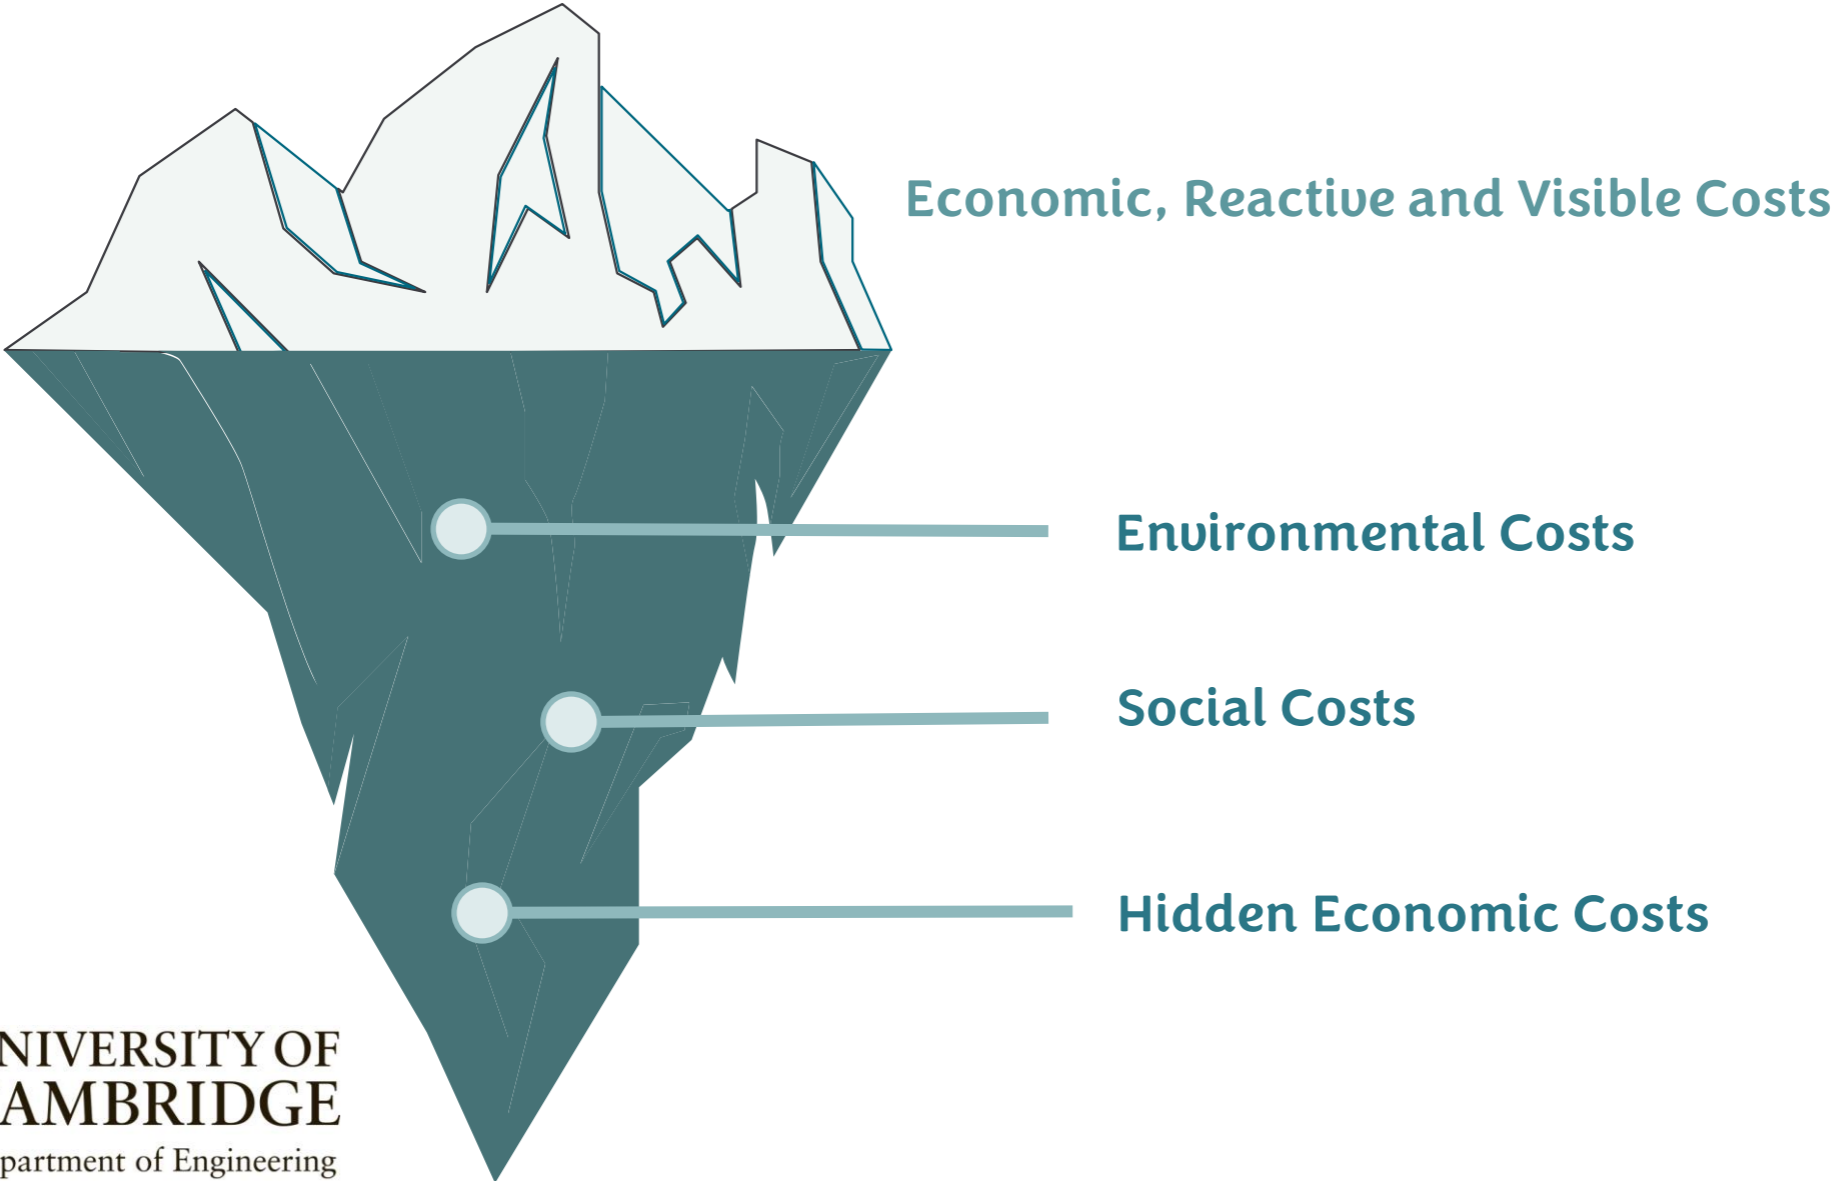 Economic, Reactive and Visible Costs
Environmental Costs
Social Costs
Hidden Economic Costs
NIVERSITY OF
AMBRIDGE
partment of Engineering